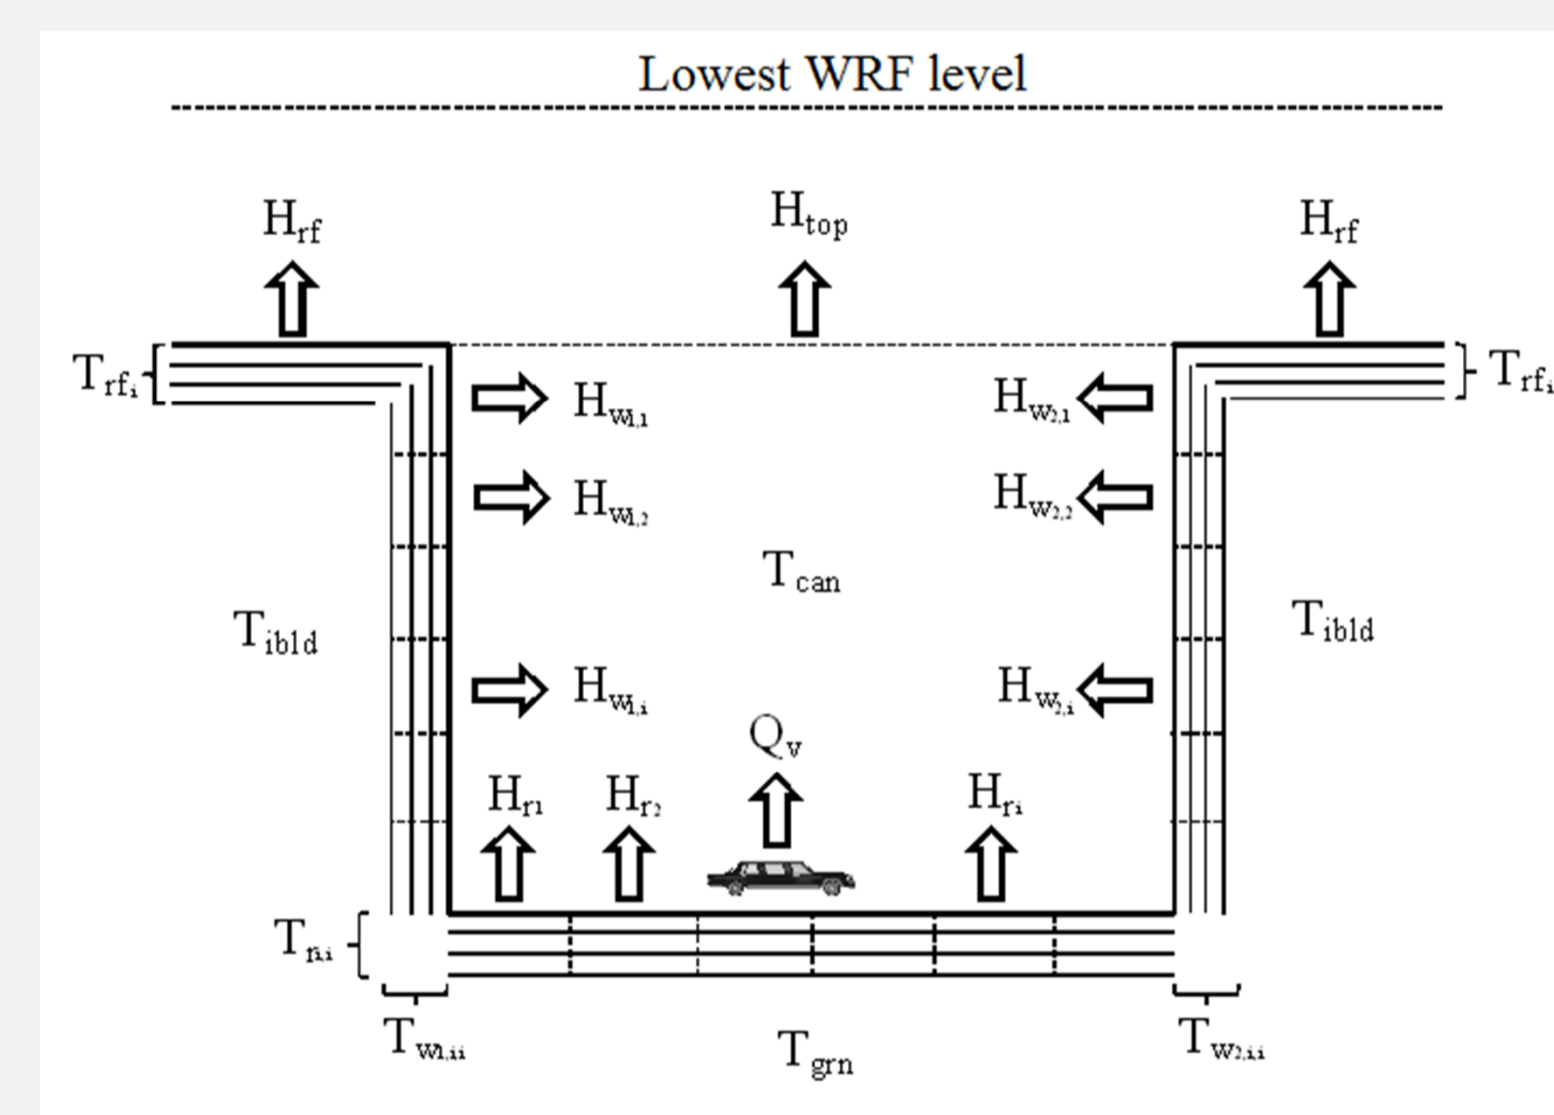 Lowest WRF level
Hrf Htop Hrf
Trfi Trfi
Hw1,1 Hw2,1
Hw1,2 Hw2,2
Tcan
Tibld Tibld
Hw1,i Hw2,i
Qv
Hr1 Hr2 Hri
Tri,i
Tw1,i,i Tgrn Tw2,i,i